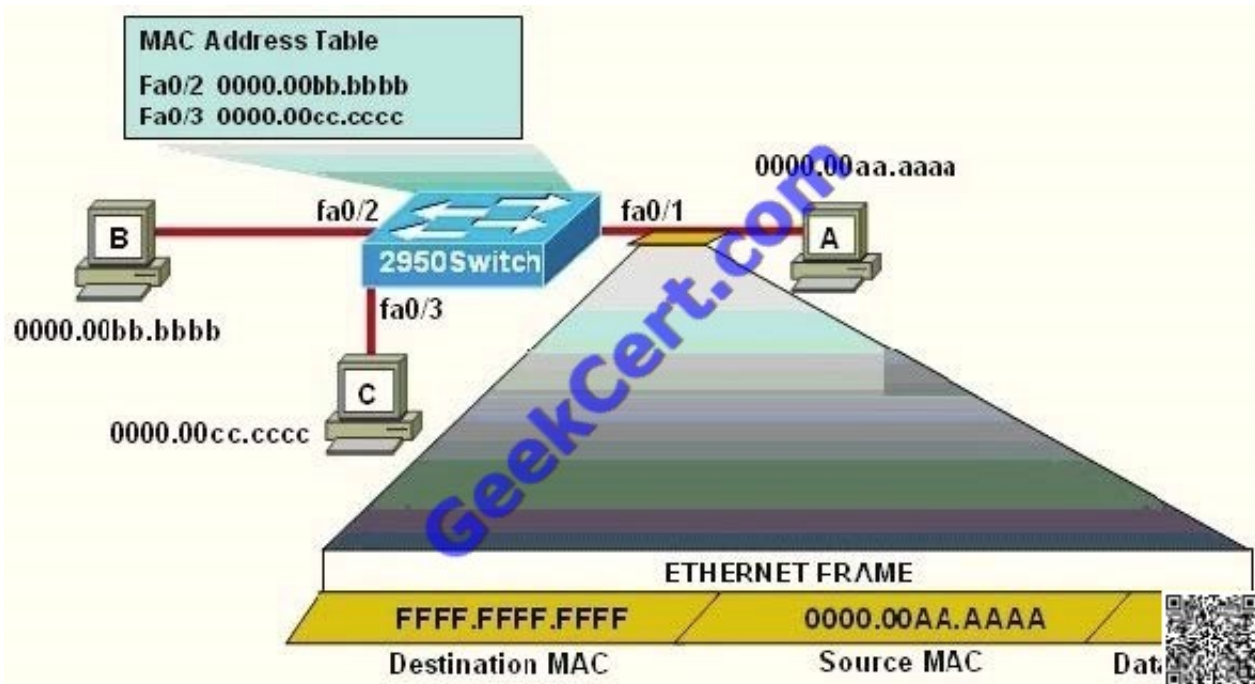 MAC Address Table
Fa0/2 0000.00bb.bbbb
Fa0/3 0000.00cc.cccc
0000.00aa.aaaa
fa0/2
fa0/1
B
A
2950Switch
fa0/3
0000.00bb.bbbb
C
0000.00cc.cccc
GeekCert.com
ETHERNET FRAME
FFFF.FFFF.FFFF 0000.00AA.AAAA
Destination MAC Source MAC Data